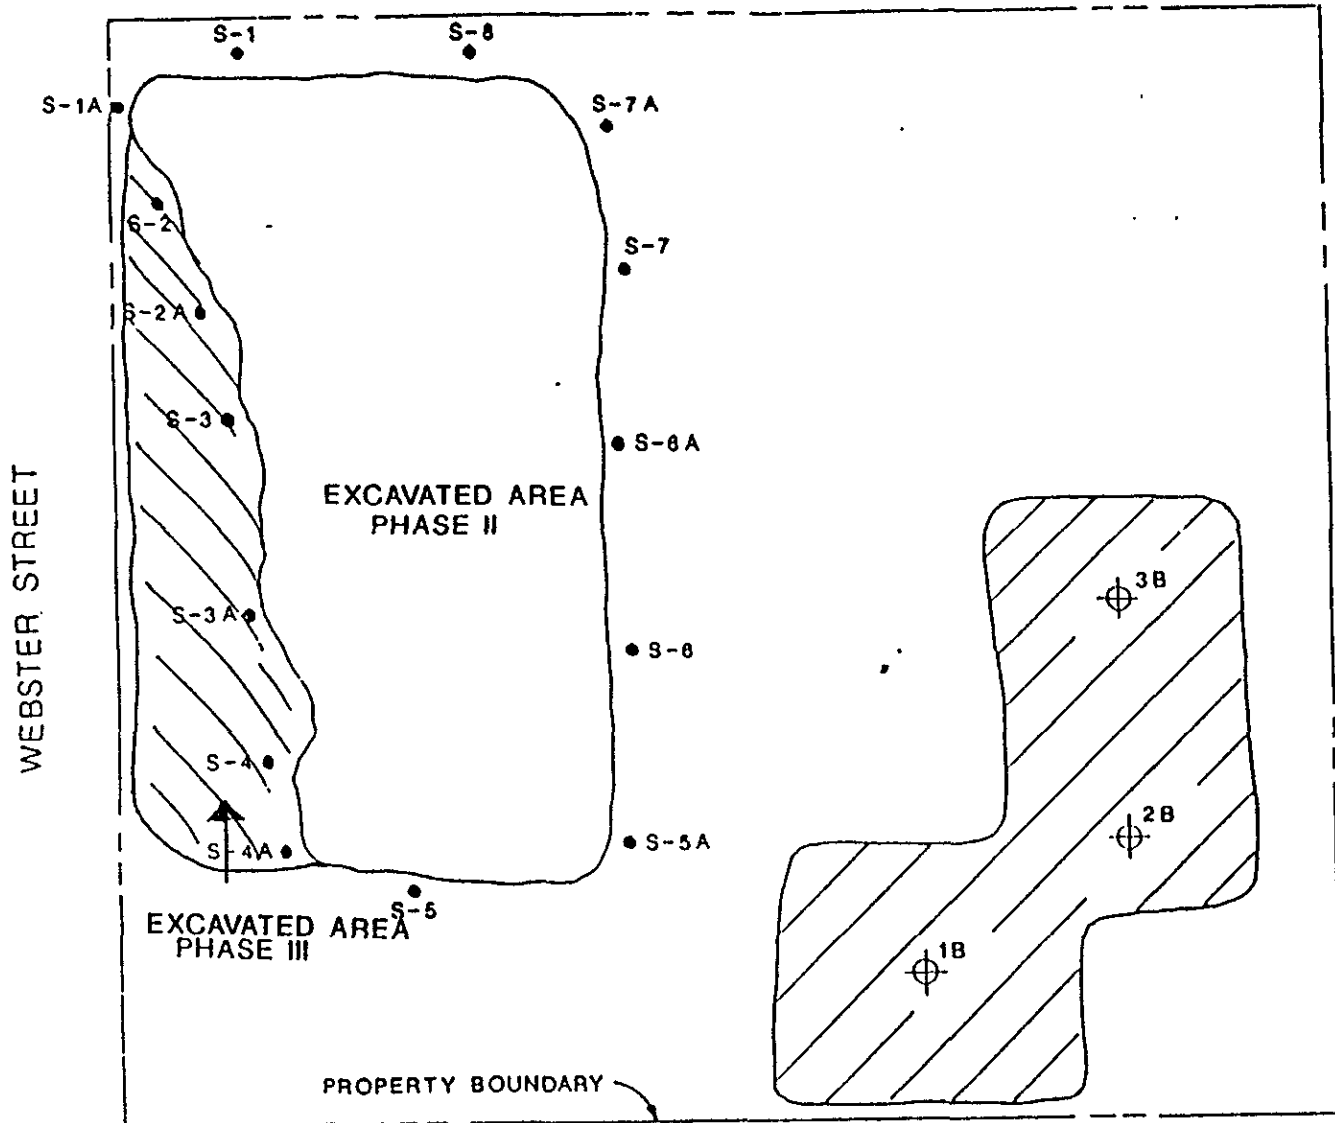 S-1
S-8
S-1A
S-7A
S-2
S-7
S-2A
S-3
S-6A
EXCAVATED AREA
PHASE II
WEBSTER STREET
3B
S-3A
S-6
S-4
2B
S-5A
S-4A
S-5
EXCAVATED AREA
PHASE III
1B
PROPERTY BOUNDARY